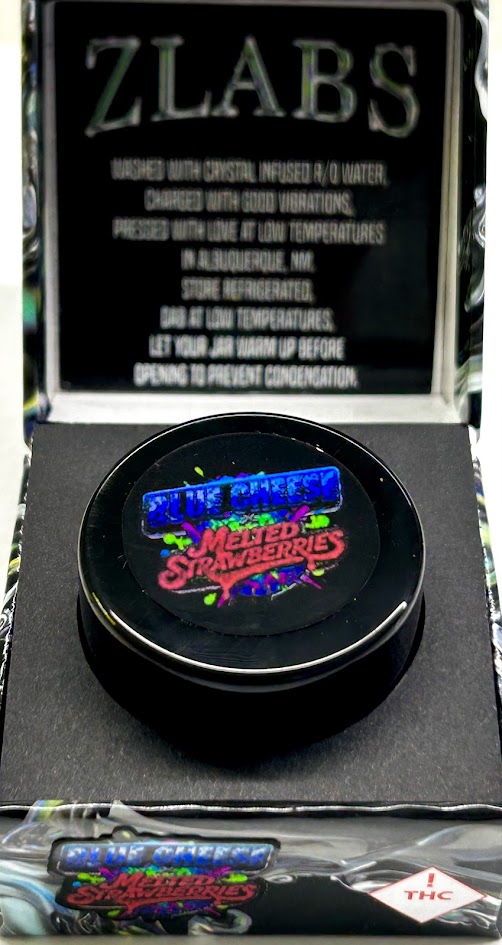 ZLABS
WASHED WITH CRYSTAL INFUSED R/O WATER,
CHARGED WITH GOOD VIBRATIONS,
PRESSED WITH LOVE AT LOW TEMPERATURES
IN ALBUQUERQUE, NM.
STORE REFRIGERATED,
DAB AT LOW TEMPERATURES,
LET YOUR JAR WARM UP BEFORE
OPENING TO PREVENT CONDENSATION.
BLUE CHEESE
MELTED
STRAWBERRIES
BLUE CHEESE
MELTED
STRAWBERRIES
!
THC